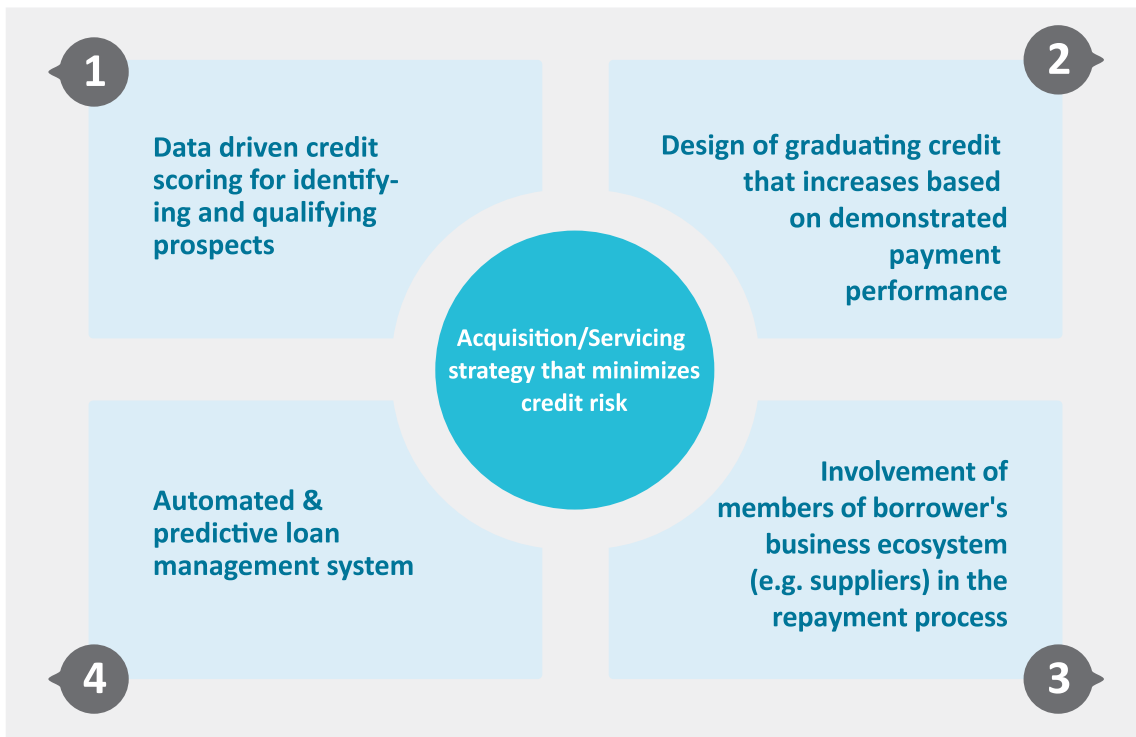 1
Data driven credit
scoring for identify-
ing and qualifying
prospects
2
Design of graduating credit
that increases based
on demonstrated
payment
performance
Acquisition/Servicing
strategy that minimizes
credit risk
Involvement of
members of borrower's
business ecosystem
(e.g. suppliers) in the
repayment process
3
Automated &
predictive loan
management system
4